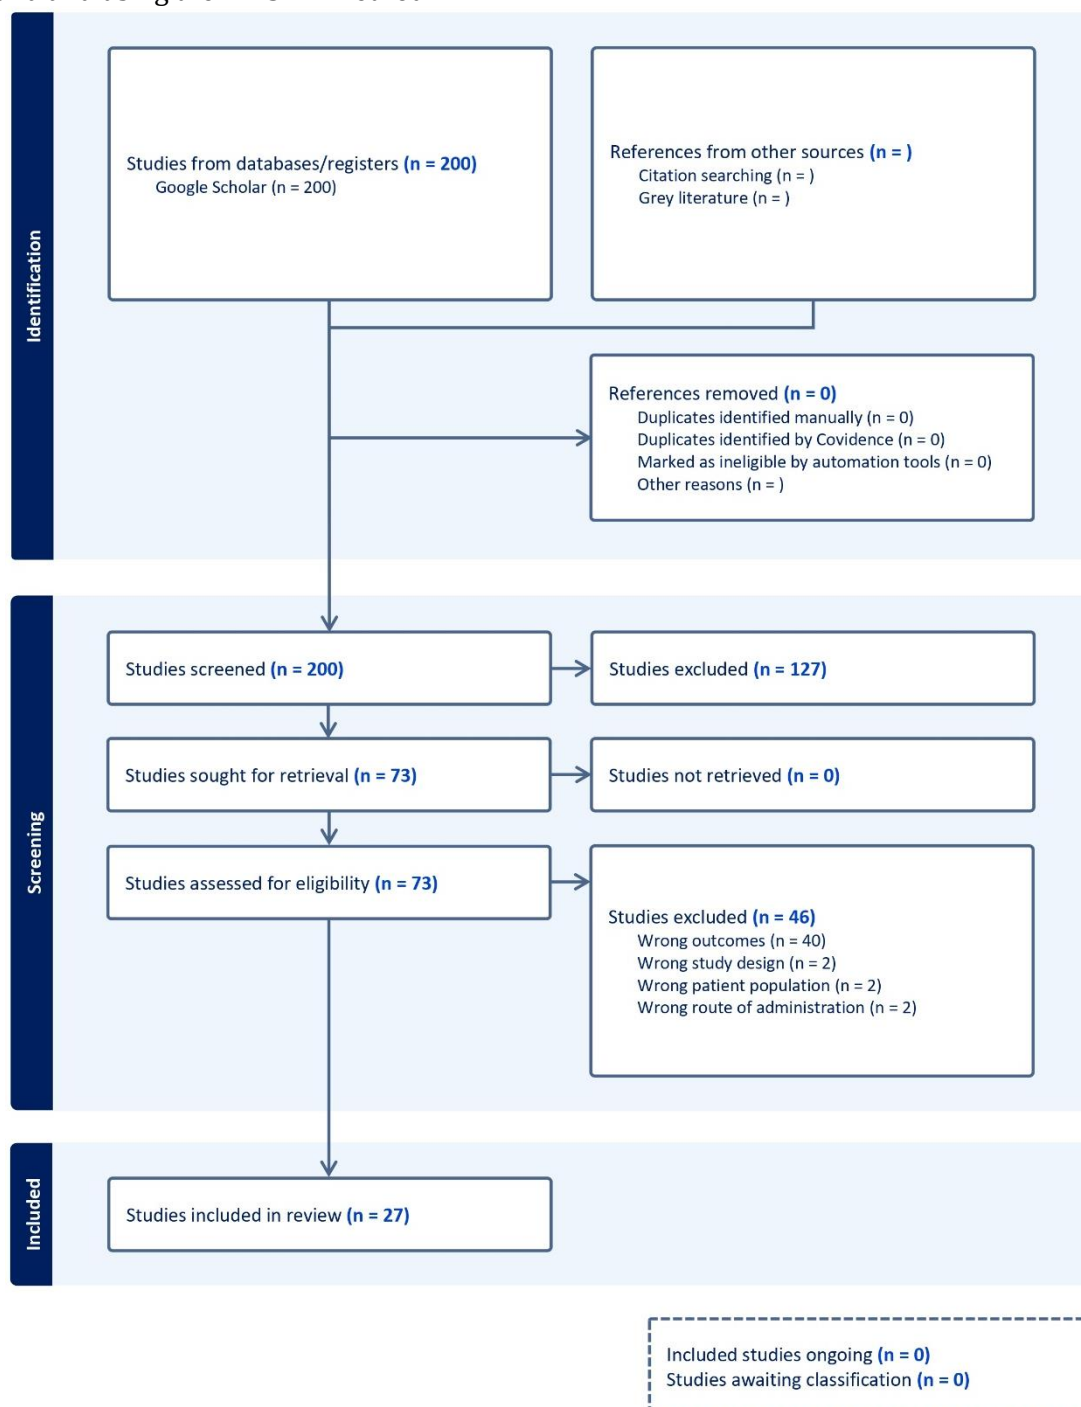 Identification
Studies from databases/registers (n = 200)
Google Scholar (n = 200)
References from other sources (n = )
Citation searching (n = )
Grey literature (n = )
References removed (n = 0)
Duplicates identified manually (n = 0)
Duplicates identified by Covidence (n = 0)
Marked as ineligible by automation tools (n = 0)
Other reasons (n = )
Screening
Studies screened (n = 200)
Studies excluded (n = 127)
Studies sought for retrieval (n = 73)
Studies not retrieved (n = 0)
Studies assessed for eligibility (n = 73)
Studies excluded (n = 46)
Wrong outcomes (n = 40)
Wrong study design (n = 2)
Wrong patient population (n = 2)
Wrong route of administration (n = 2)
Included
Studies included in review (n = 27)
Included studies ongoing (n = 0)
Studies awaiting classification (n = 0)